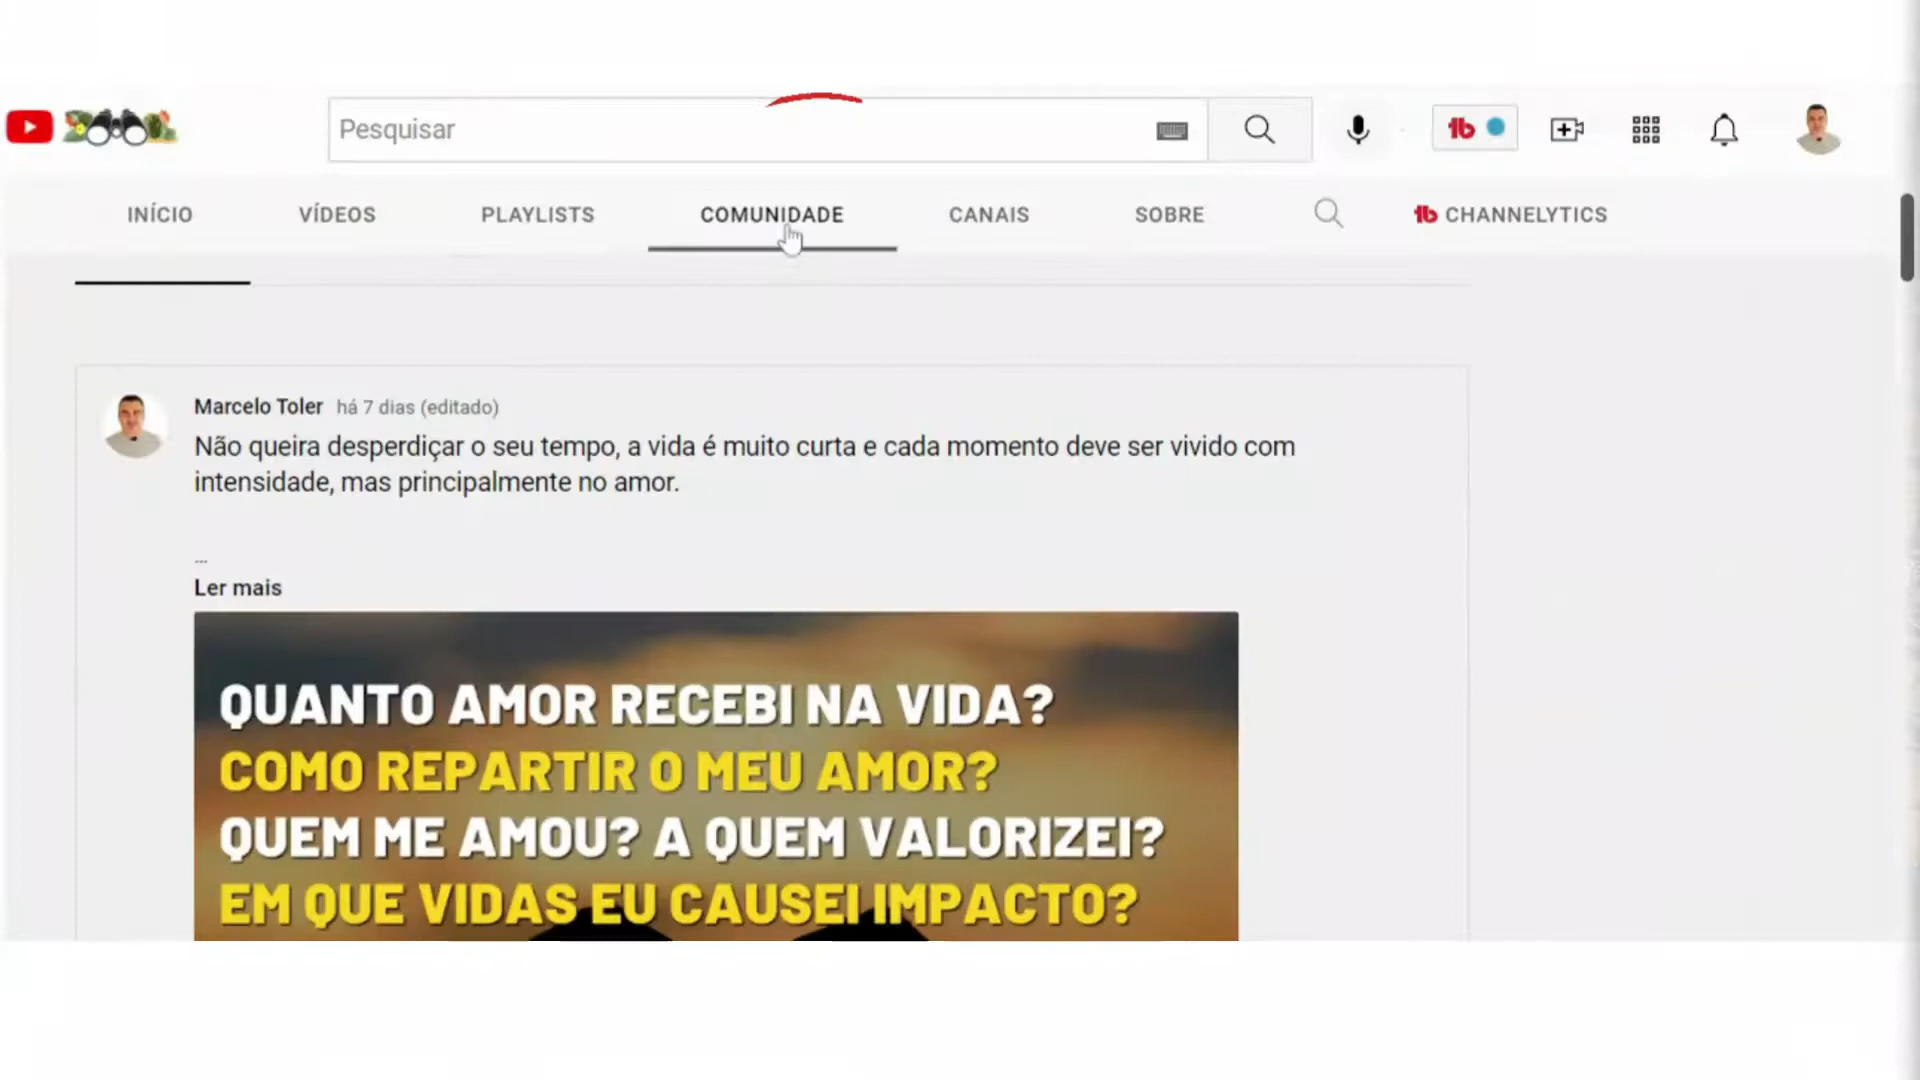 Pesquisar
tb
INÍCIO VÍDEOS PLAYLISTS COMUNIDADE CANAIS SOBRE tb CHANNELYTICS
Marcelo Toler há 7 dias (editado)
Não queira desperdiçar o seu tempo, a vida é muito curta e cada momento deve ser vivido com
intensidade, mas principalmente no amor.
...
Ler mais
QUANTO AMOR RECEBI NA VIDA?
COMO REPARTIR O MEU AMOR?
QUEM ME AMOU? A QUEM VALORIZEI?
EM QUE VIDAS EU CAUSEI IMPACTO?